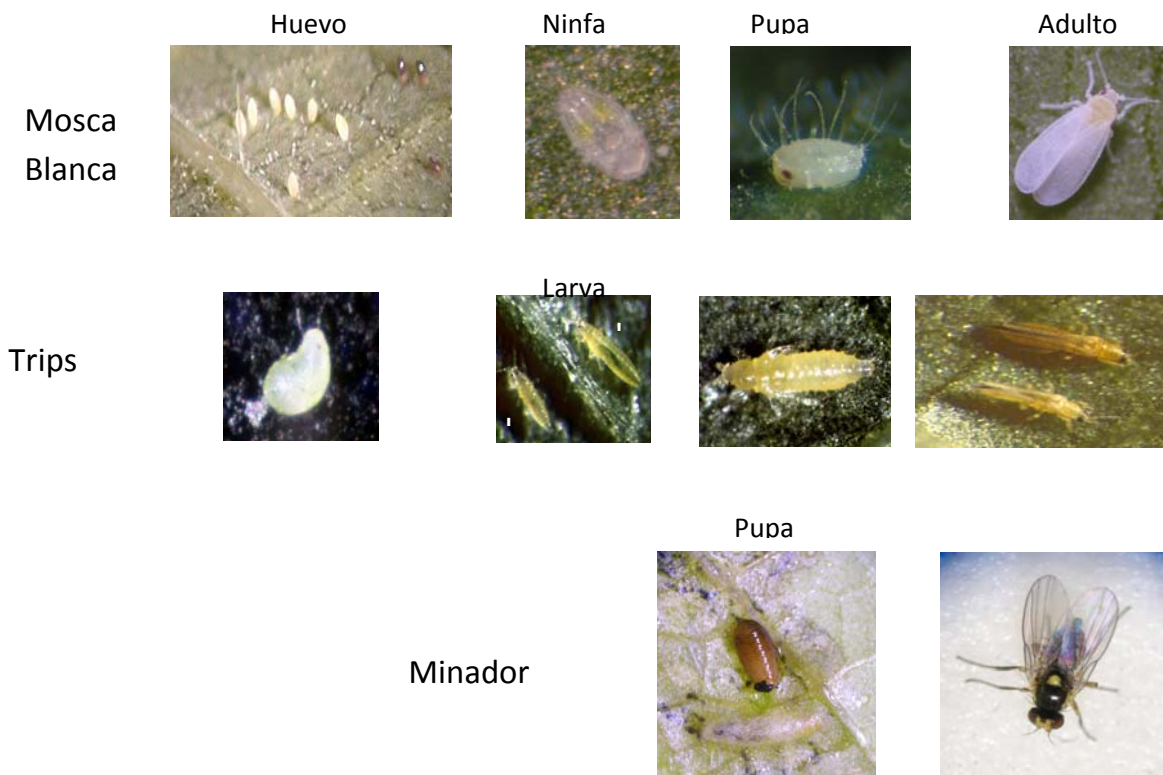 Huevo
Ninfa
Pupa
Adulto
Mosca
Blanca
Larva
Trips
Pupa
Minador